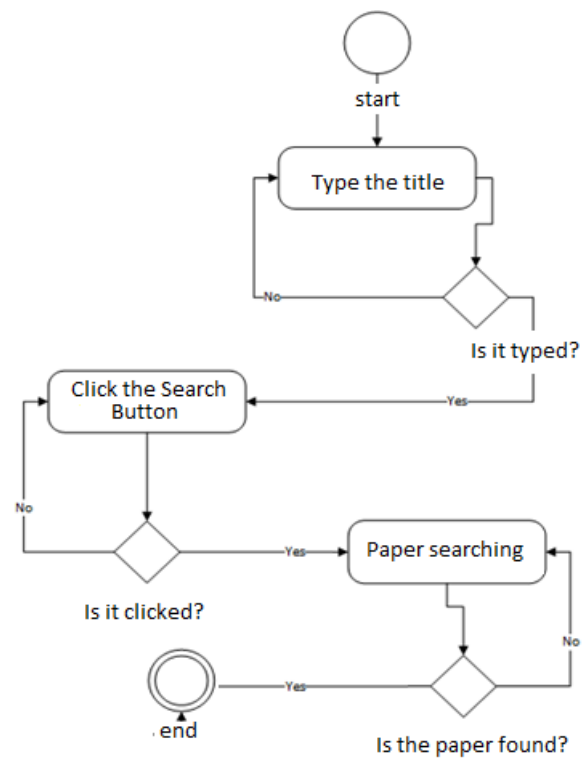 start
Type the title
No
Is it typed?
Click the Search
Button
Yes
No
Yes
Paper searching
Is it clicked?
No
Yes
end
Is the paper found?